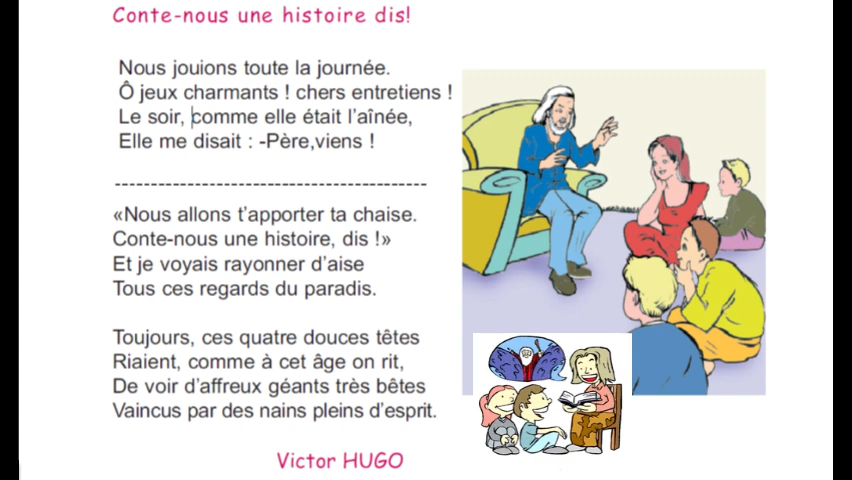 Conte-nous une histoire dis!
Nous jouions toute la journée.
Ô jeux charmants ! chers entretiens !
Le soir, comme elle était l’aînée,
Elle me disait : -Père,viens !
-------------------------------------------
«Nous allons t’apporter ta chaise.
Conte-nous une histoire, dis !»
Et je voyais rayonner d’aise
Tous ces regards du paradis.
Toujours, ces quatre douces têtes
Riaient, comme à cet âge on rit,
De voir d’affreux géants très bêtes
Vaincus par des nains pleins d’esprit.
Victor HUGO